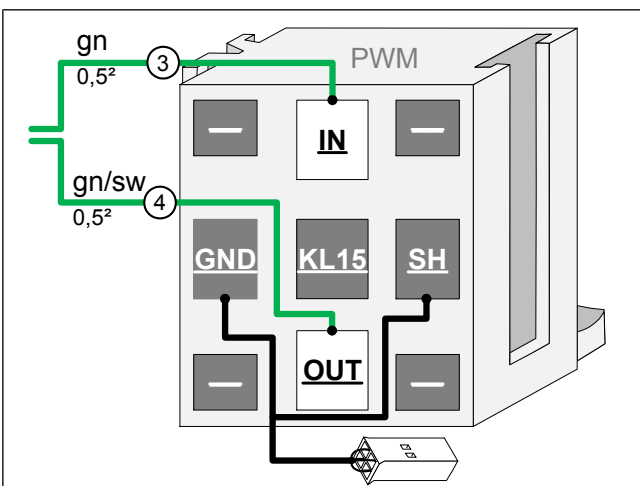 gn
0,5²
3
PWM
IN
gn/sw
0,5²
4
GND
KL15
SH
OUT